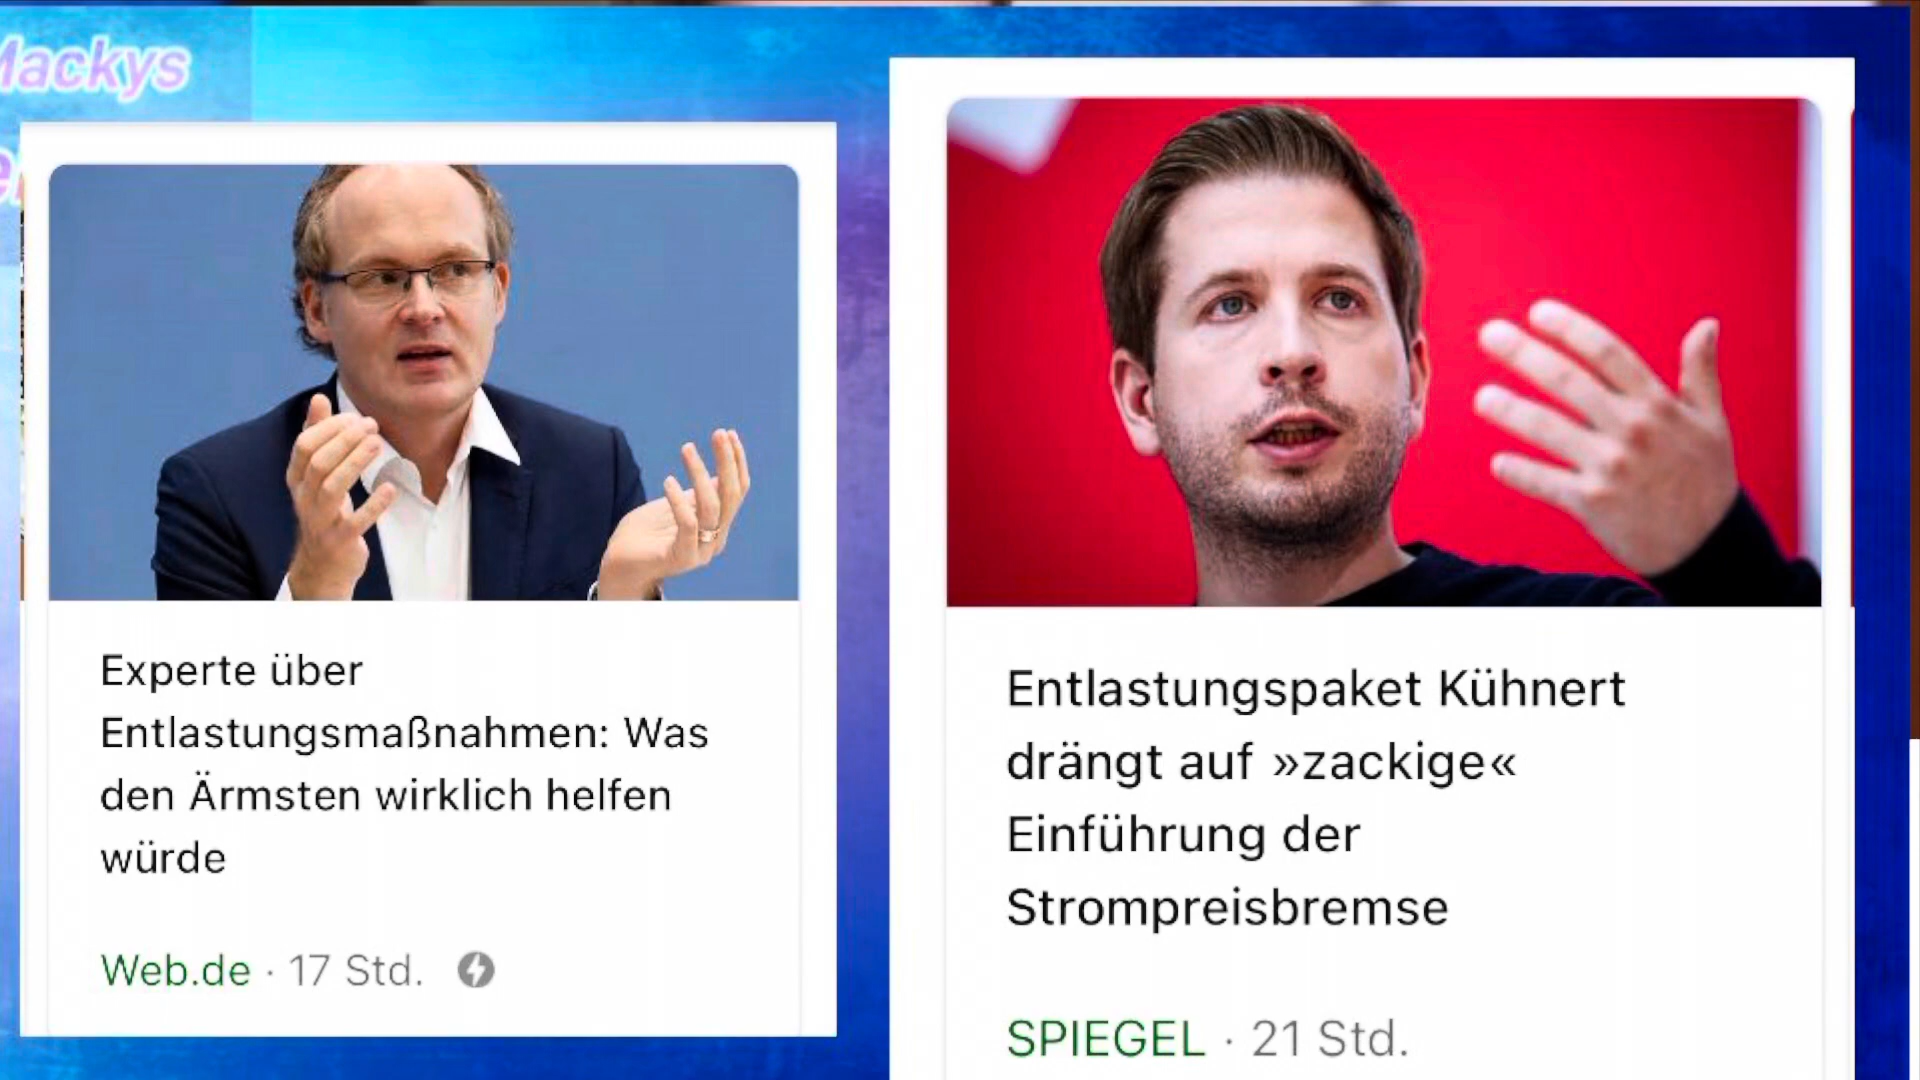 Mackys
Experte über
Entlastungsmaßnahmen: Was
den Ärmsten wirklich helfen
würde
Web.de · 17 Std.
Entlastungspaket Kühnert
drängt auf »zackige«
Einführung der
Strompreisbremse
SPIEGEL · 21 Std.